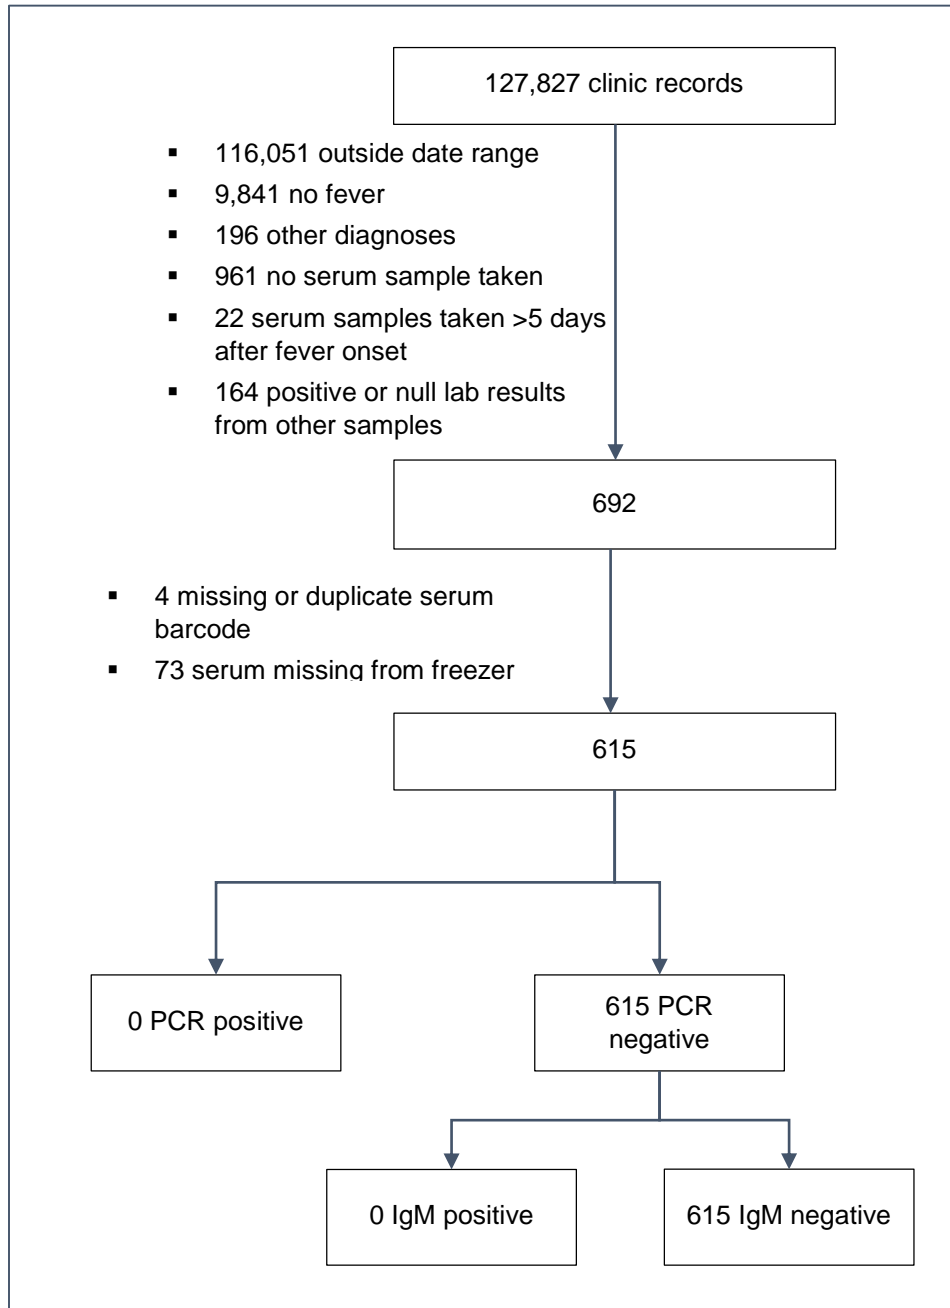 127,827 clinic records
▪ 116,051 outside date range
▪ 9,841 no fever
▪ 196 other diagnoses
▪ 961 no serum sample taken
▪ 22 serum samples taken >5 days
after fever onset
▪ 164 positive or null lab results
from other samples
692
▪ 4 missing or duplicate serum
barcode
▪ 73 serum missing from freezer
615
0 PCR positive
615 PCR
negative
0 IgM positive
615 IgM negative